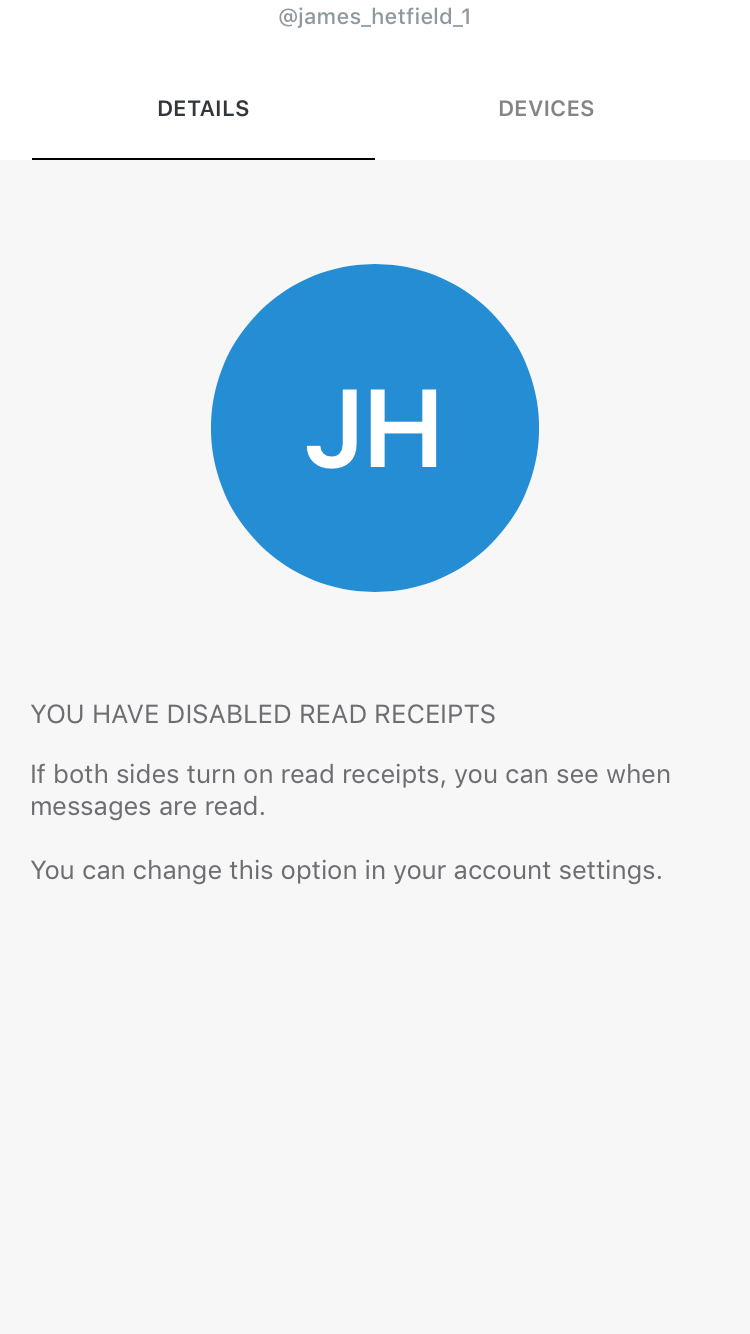 @james_hetfield_1
DETAILS
DEVICES
JH
YOU HAVE DISABLED READ RECEIPTS
If both sides turn on read receipts, you can see when
messages are read.
You can change this option in your account settings.